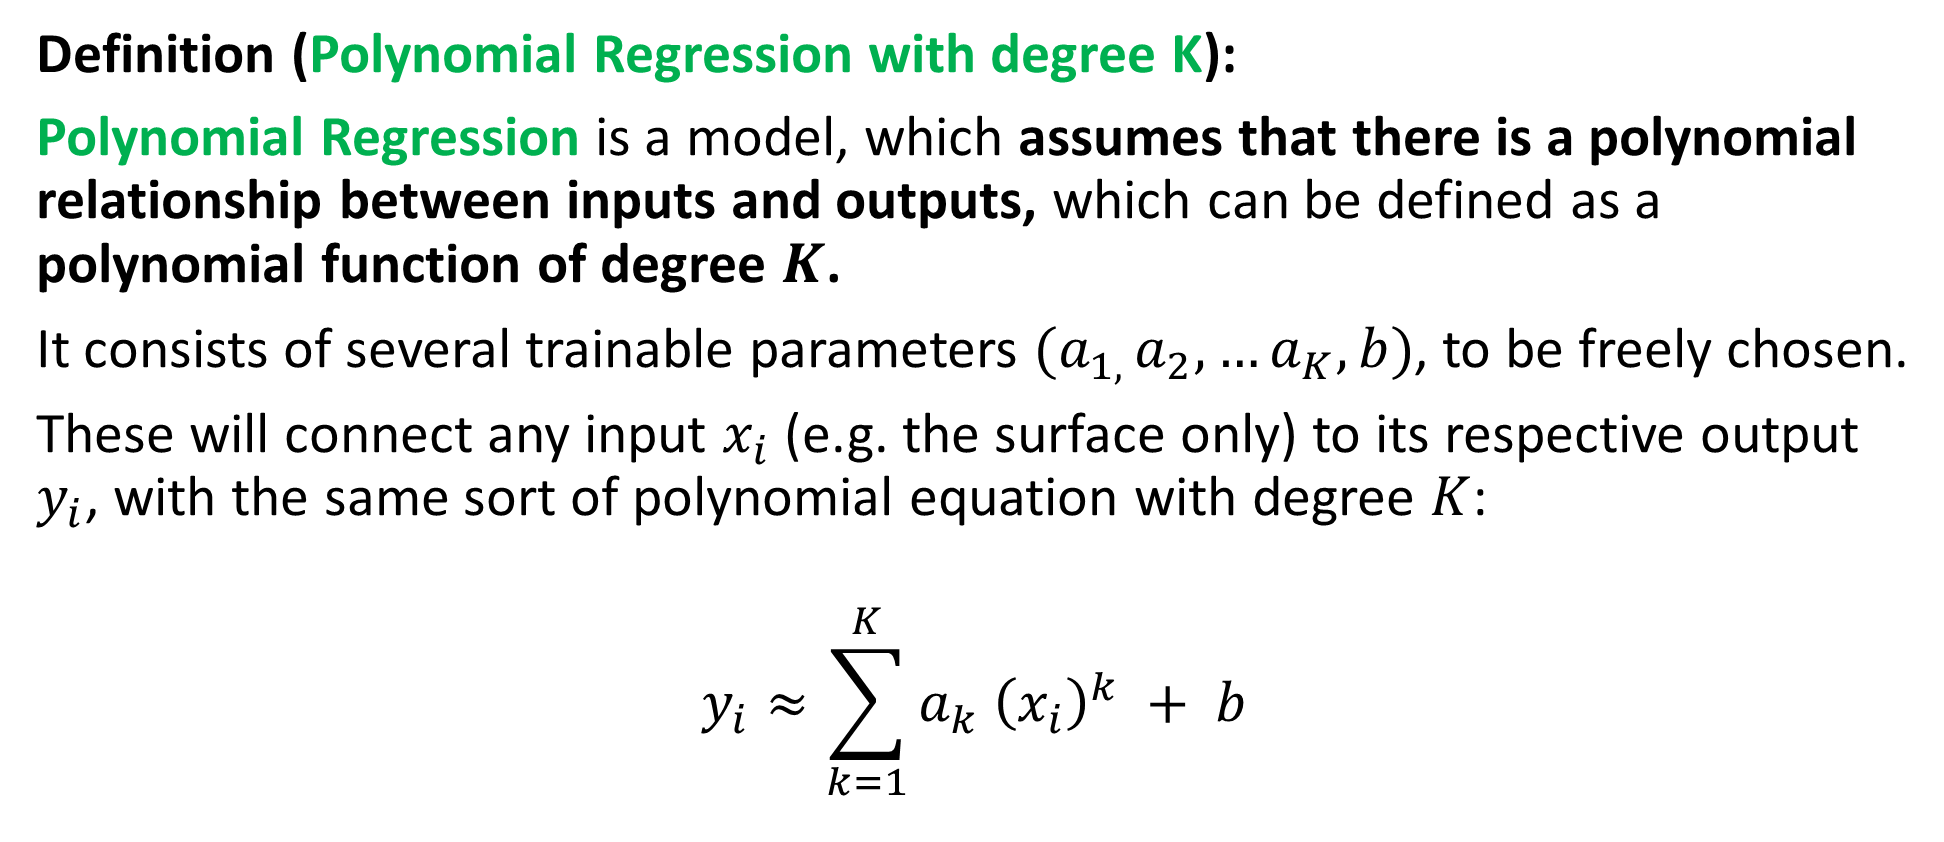 Definition (Polynomial Regression with degree K):
Polynomial Regression is a model, which assumes that there is a polynomial
relationship between inputs and outputs, which can be defined as a
polynomial function of degree K.
It consists of several trainable parameters (a₁, a₂, … a_K, b), to be freely chosen.
These will connect any input xᵢ (e.g. the surface only) to its respective output
yᵢ, with the same sort of polynomial equation with degree K:
yᵢ ≈ ∑_{k=1}^{K} a_k (xᵢ)^k + b